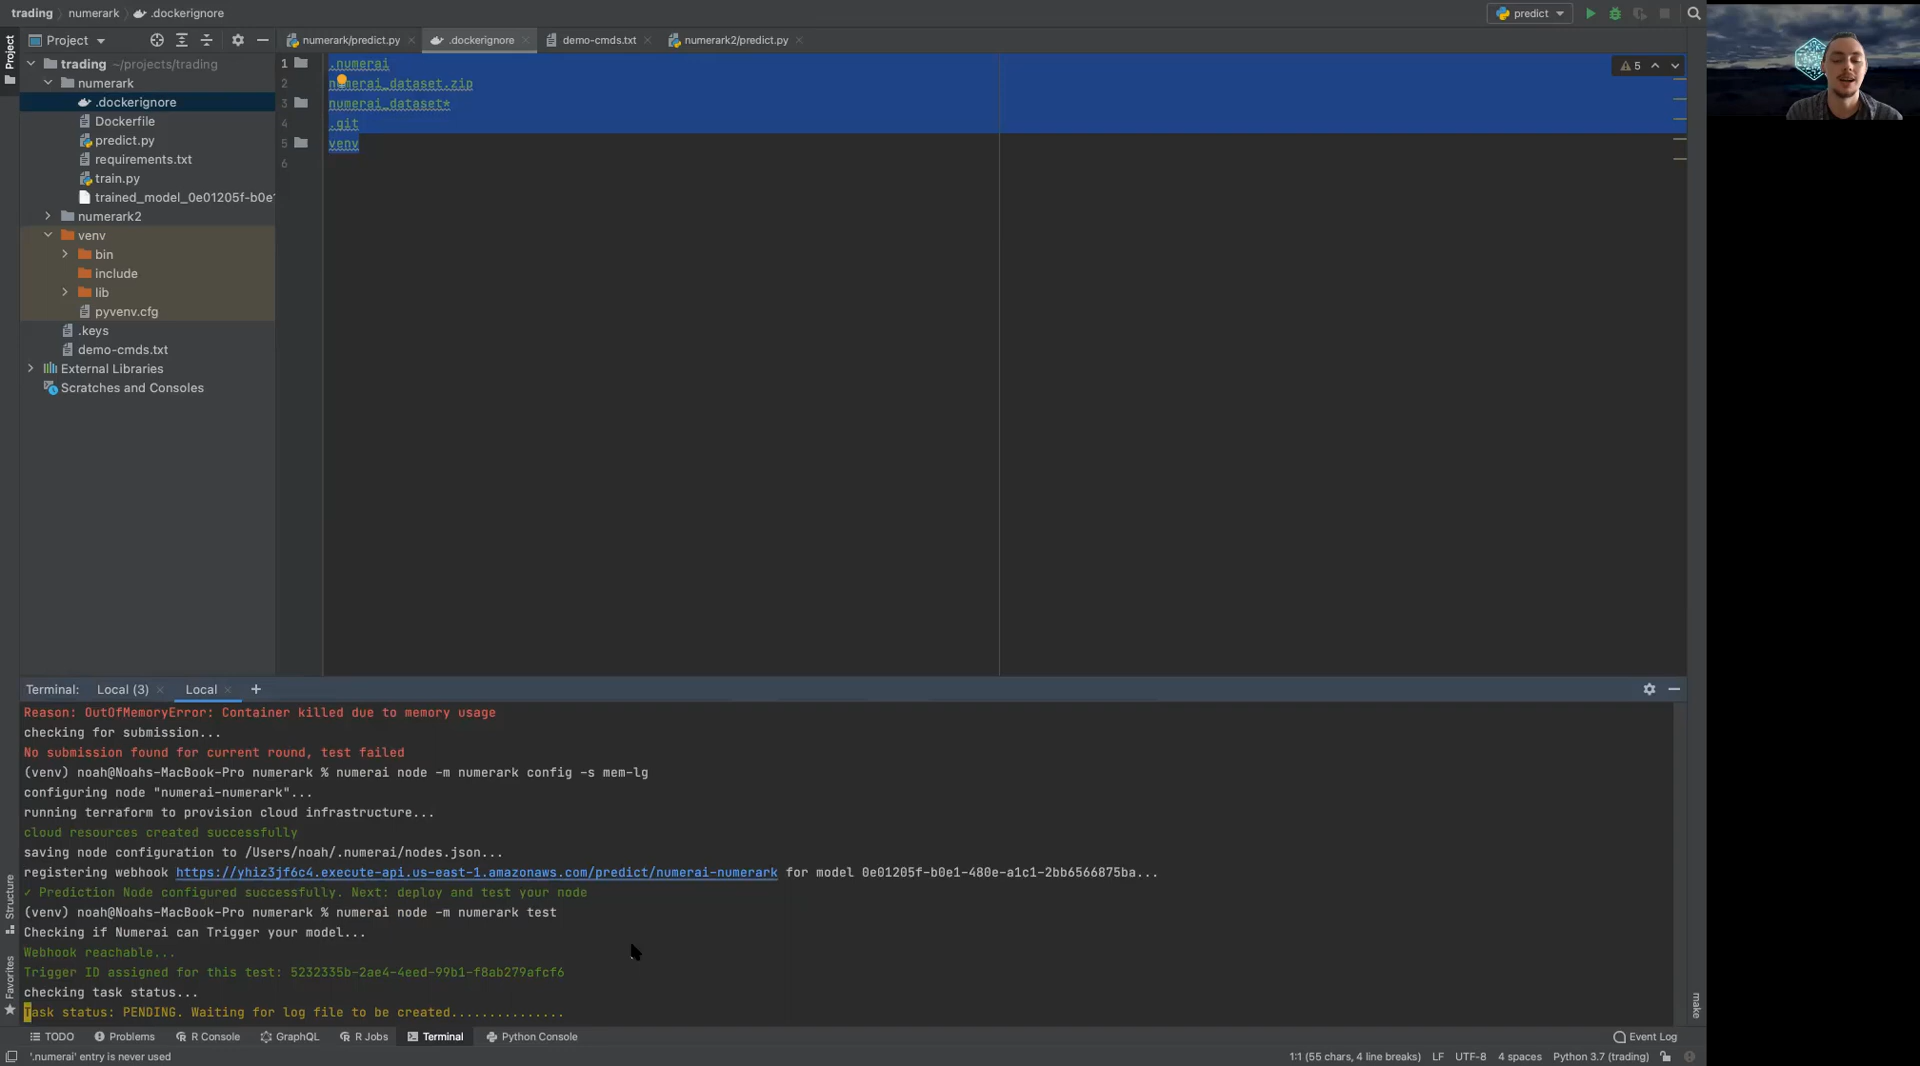 trading numerark .dockerignore predict
Project numerark/predict.py .dockerignore demo-cmds.txt numerark2/predict.py
Project
trading ~/projects/trading
numerark
.dockerignore
Dockerfile
predict.py
requirements.txt
train.py
trained_model_0e01205f-b0e1
numerark2
venv
bin
include
lib
pyvenv.cfg
.keys
demo-cmds.txt
External Libraries
Scratches and Consoles
1 .numerai
2 numerai_dataset.zip
3 numerai_dataset*
4 .git
5 venv
6
5
Terminal: Local (3) Local
Reason: OutOfMemoryError: Container killed due to memory usage
checking for submission...
No submission found for current round, test failed
(venv) noah@Noahs-MacBook-Pro numerark % numerai node -m numerark config -s mem-lg
configuring node "numerai-numerark"...
running terraform to provision cloud infrastructure...
cloud resources created successfully
saving node configuration to /Users/noah/.numerai/nodes.json...
registering webhook https://yhiz3jf6c4.execute-api.us-east-1.amazonaws.com/predict/numerai-numerark for model 0e01205f-b0e1-480e-a1c1-2bb6566875ba...
✓ Prediction Node configured successfully. Next: deploy and test your node
(venv) noah@Noahs-MacBook-Pro numerark % numerai node -m numerark test
Checking if Numerai can Trigger your model...
Webhook reachable...
Trigger ID assigned for this test: 5232335b-2ae4-4eed-99b1-f8ab279afcf6
checking task status...
Task status: PENDING. Waiting for log file to be created...............
Structure
Favorites
make
TODO Problems R Console GraphQL R Jobs Terminal Python Console Event Log
'.numerai' entry is never used 1:1 (55 chars, 4 line breaks) LF UTF-8 4 spaces Python 3.7 (trading)